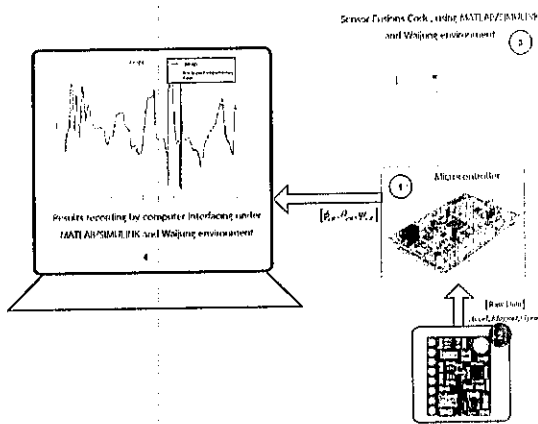 Sensor Fusions Code, using MATLAB/SIMULINK
and Waijung environment
3
1
Microcontroller
Results recording by computer interfacing under
MATLAB/SIMULINK and Waijung environment
4
[Raw Data]
Accel, Magnet, Gyro